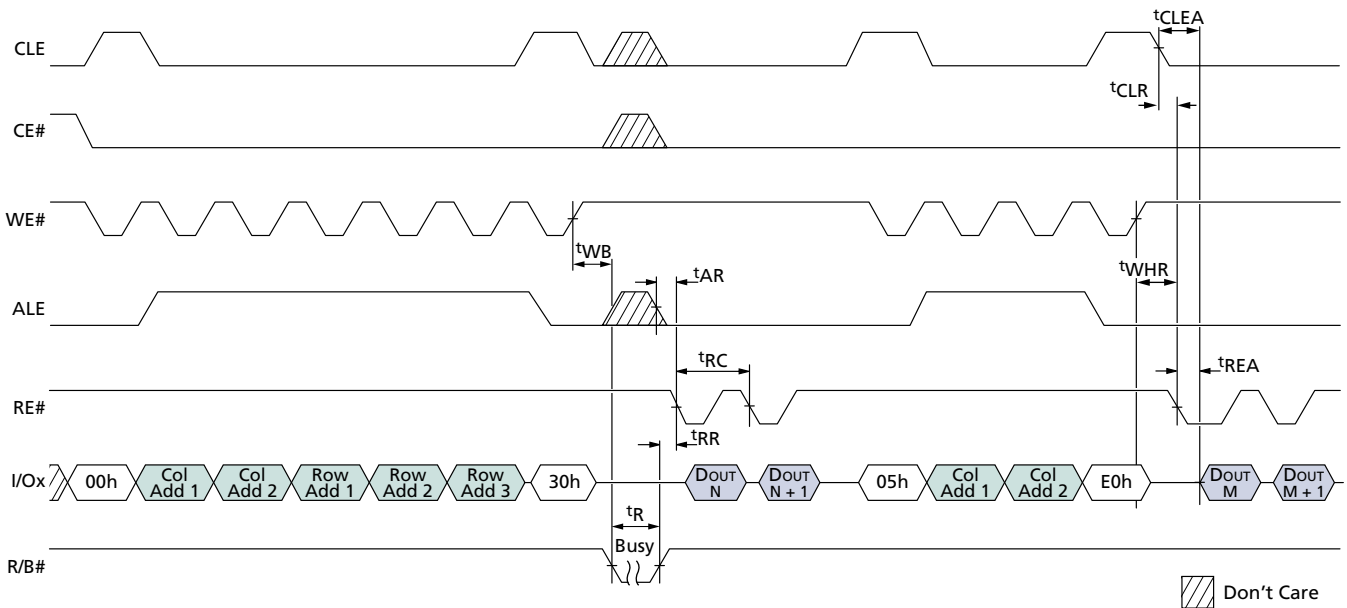 tCLEA
CLE
tCLR
CE#
WE#
tWB
tAR
tWHR
ALE
tRC
tREA
RE#
tRR
I/Ox
00h
Col Add 1
Col Add 2
Row Add 1
Row Add 2
Row Add 3
30h
DOUT N
DOUT N + 1
05h
Col Add 1
Col Add 2
E0h
DOUT M
DOUT M + 1
tR
Busy
R/B#
Don't Care